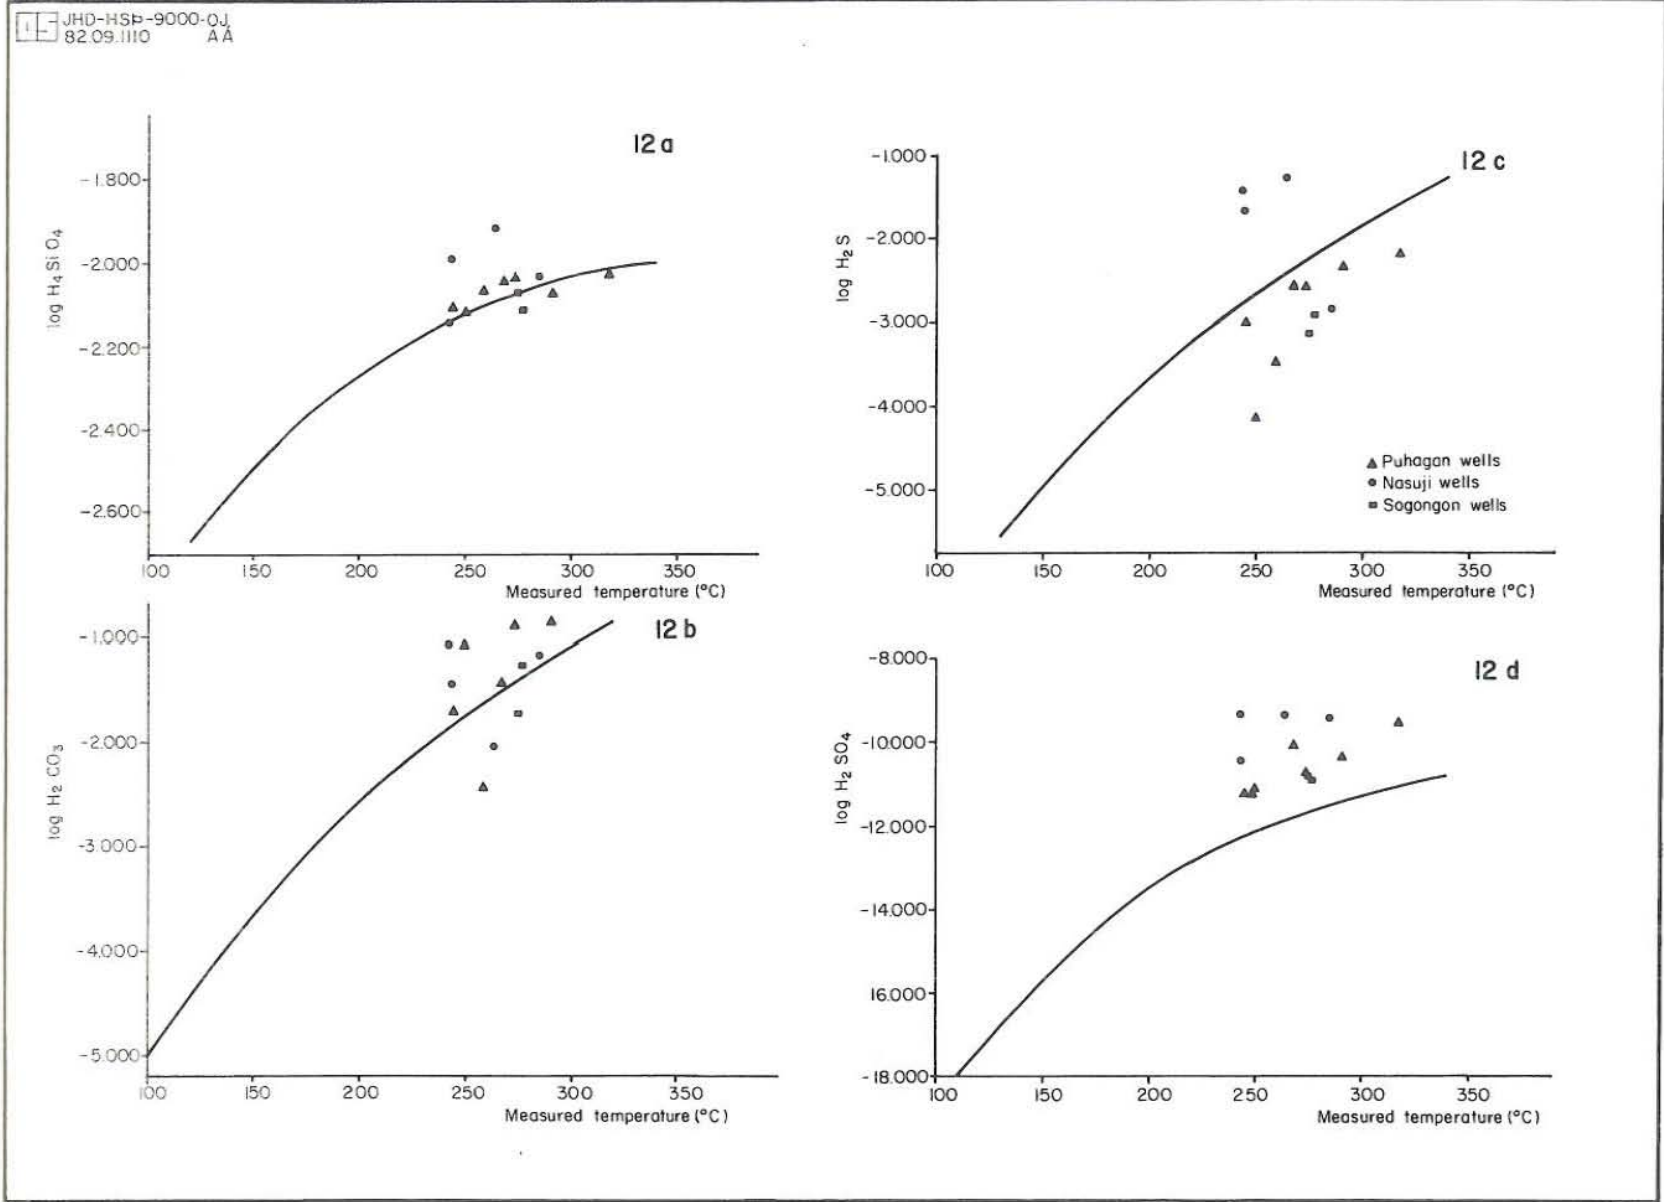 JHD-HSÞ-9000-OJ.
82.09.1110 AA
12 a
-1.800
-2.000
-2.200
-2.400
-2.600
log H4 Si O4
100 150 200 250 300 350
Measured temperature (°C)
12 c
-1.000
-2.000
-3.000
-4.000
-5.000
log H2 S
▲ Puhagan wells
● Nasuji wells
■ Sogongon wells
100 150 200 250 300 350
Measured temperature (°C)
12 b
-1.000
-2.000
-3.000
-4.000
-5.000
log H2 CO3
100 150 200 250 300 350
Measured temperature (°C)
12 d
-8.000
-10.000
-12.000
-14.000
16.000
-18.000
log H2 SO4
100 150 200 250 300 350
Measured temperature (°C)